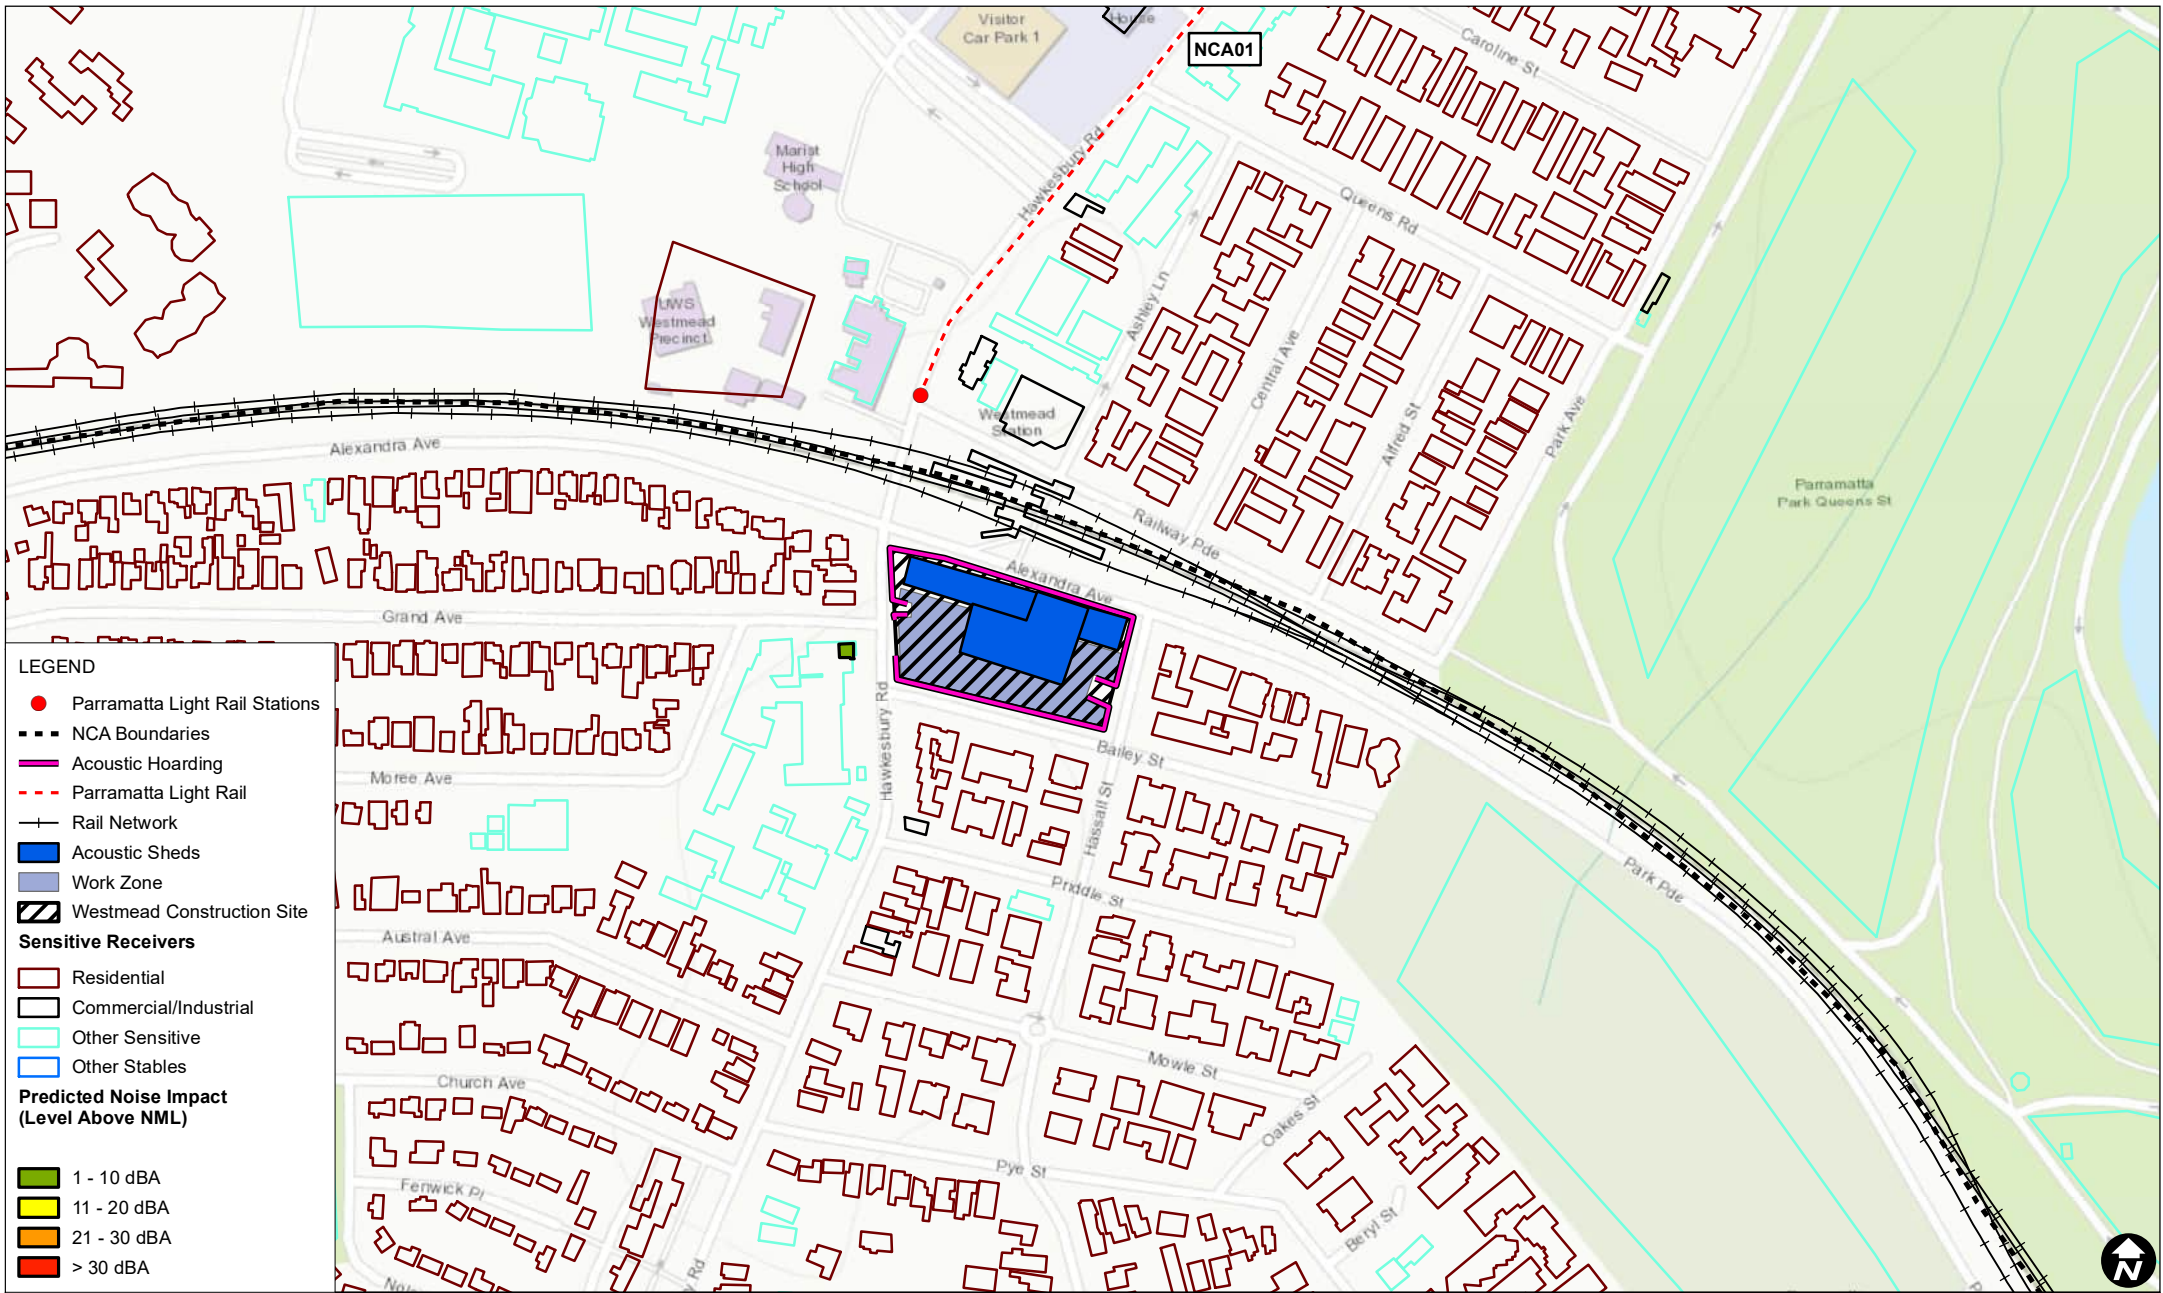 Visitor
Car Park 1
House
NCA01
Caroline St
Marist
High
School
Hawkesbury Rd
Queens Rd
UWS
Westmead
Precinct
Ashley Ln
Central Ave
Westmead
Station
Alfred St
Park Ave
Alexandra Ave
Parramatta
Park Queens St
Railway Pde
Alexandra Ave
Grand Ave
Hawkesbury Rd
Bailey St
Moree Ave
Hassall St
Priddle St
Park Pde
Austral Ave
Mowle St
Church Ave
Oakes St
Pye St
Fenwick Pl
Beryl St
y Rd
P
LEGEND
Parramatta Light Rail Stations
NCA Boundaries
Acoustic Hoarding
Parramatta Light Rail
Rail Network
Acoustic Sheds
Work Zone
Westmead Construction Site
Sensitive Receivers
Residential
Commercial/Industrial
Other Sensitive
Other Stables
Predicted Noise Impact
(Level Above NML)
1 - 10 dBA
11 - 20 dBA
21 - 30 dBA
> 30 dBA
N